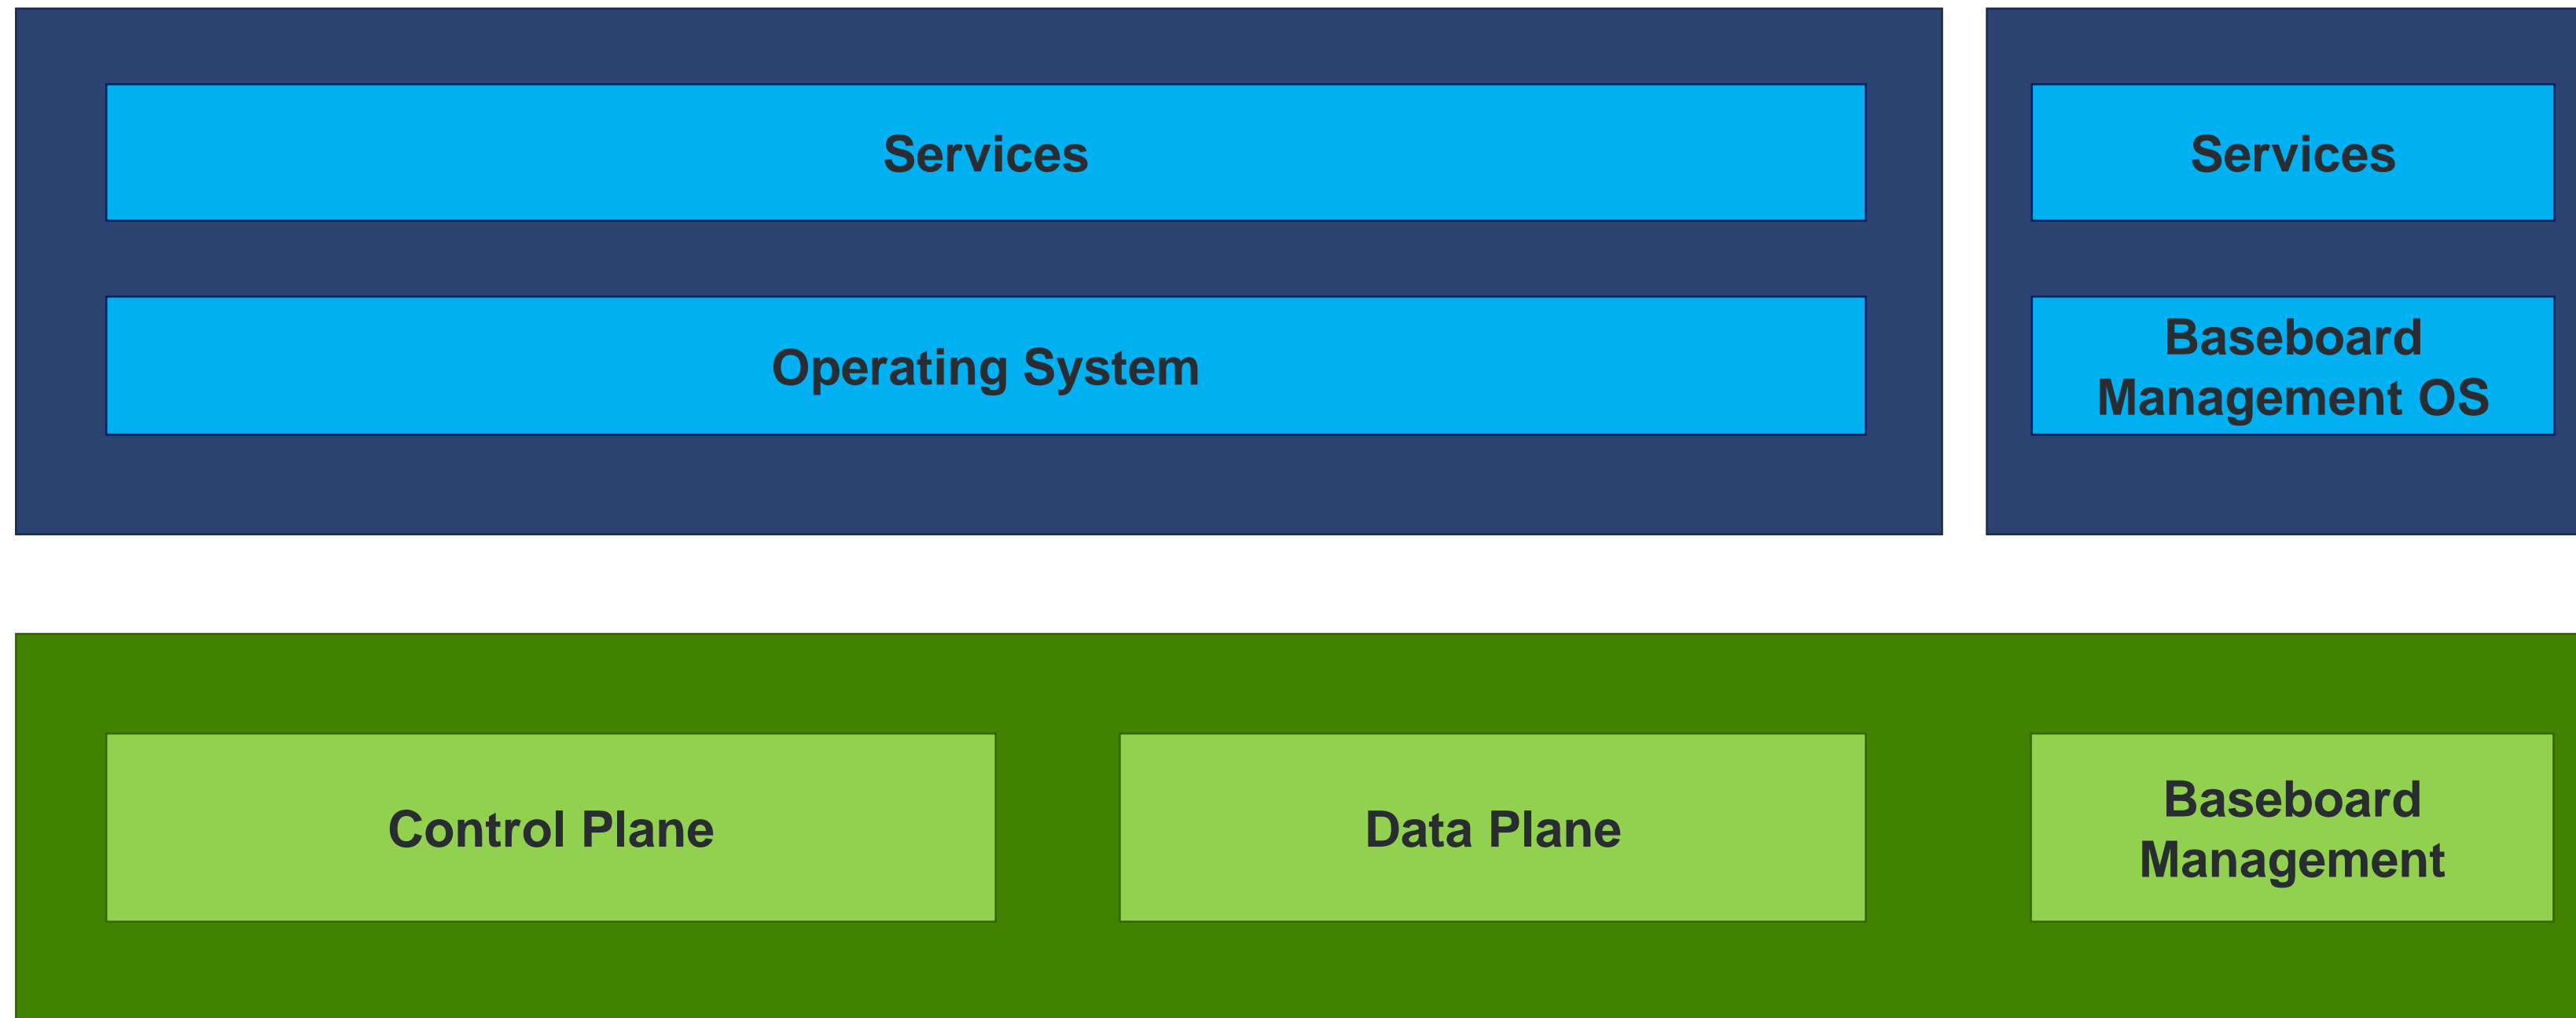 Services
Services
Operating System
Baseboard
Management OS
Control Plane
Data Plane
Baseboard
Management